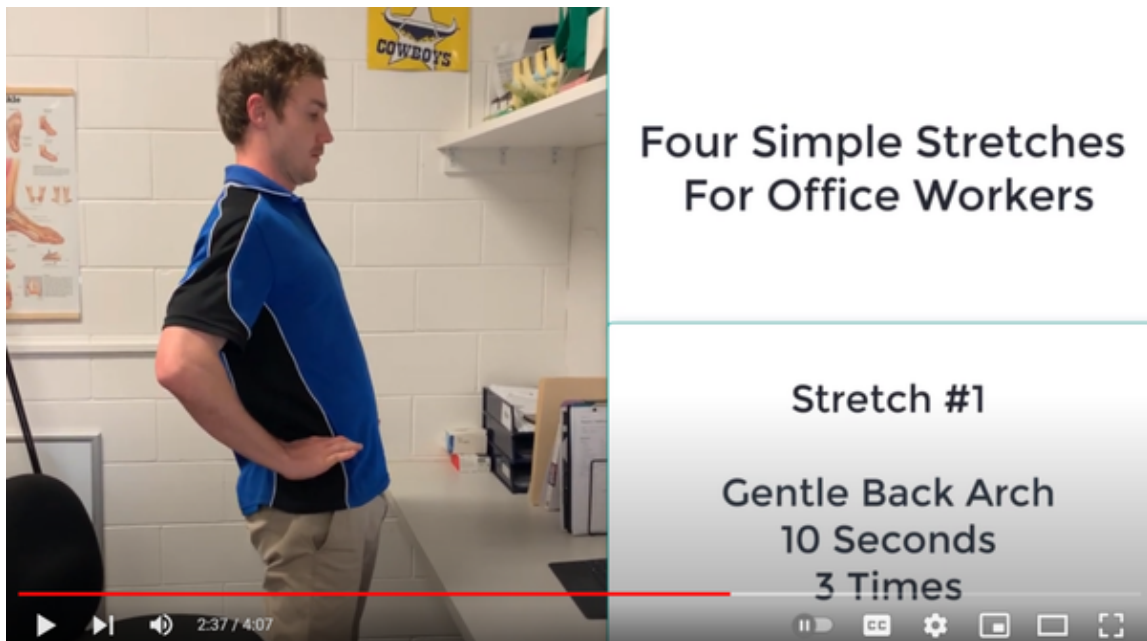 COWBOYS
Four Simple Stretches
For Office Workers
Stretch #1
Gentle Back Arch
10 Seconds
3 Times
2:37 / 4:07
CC